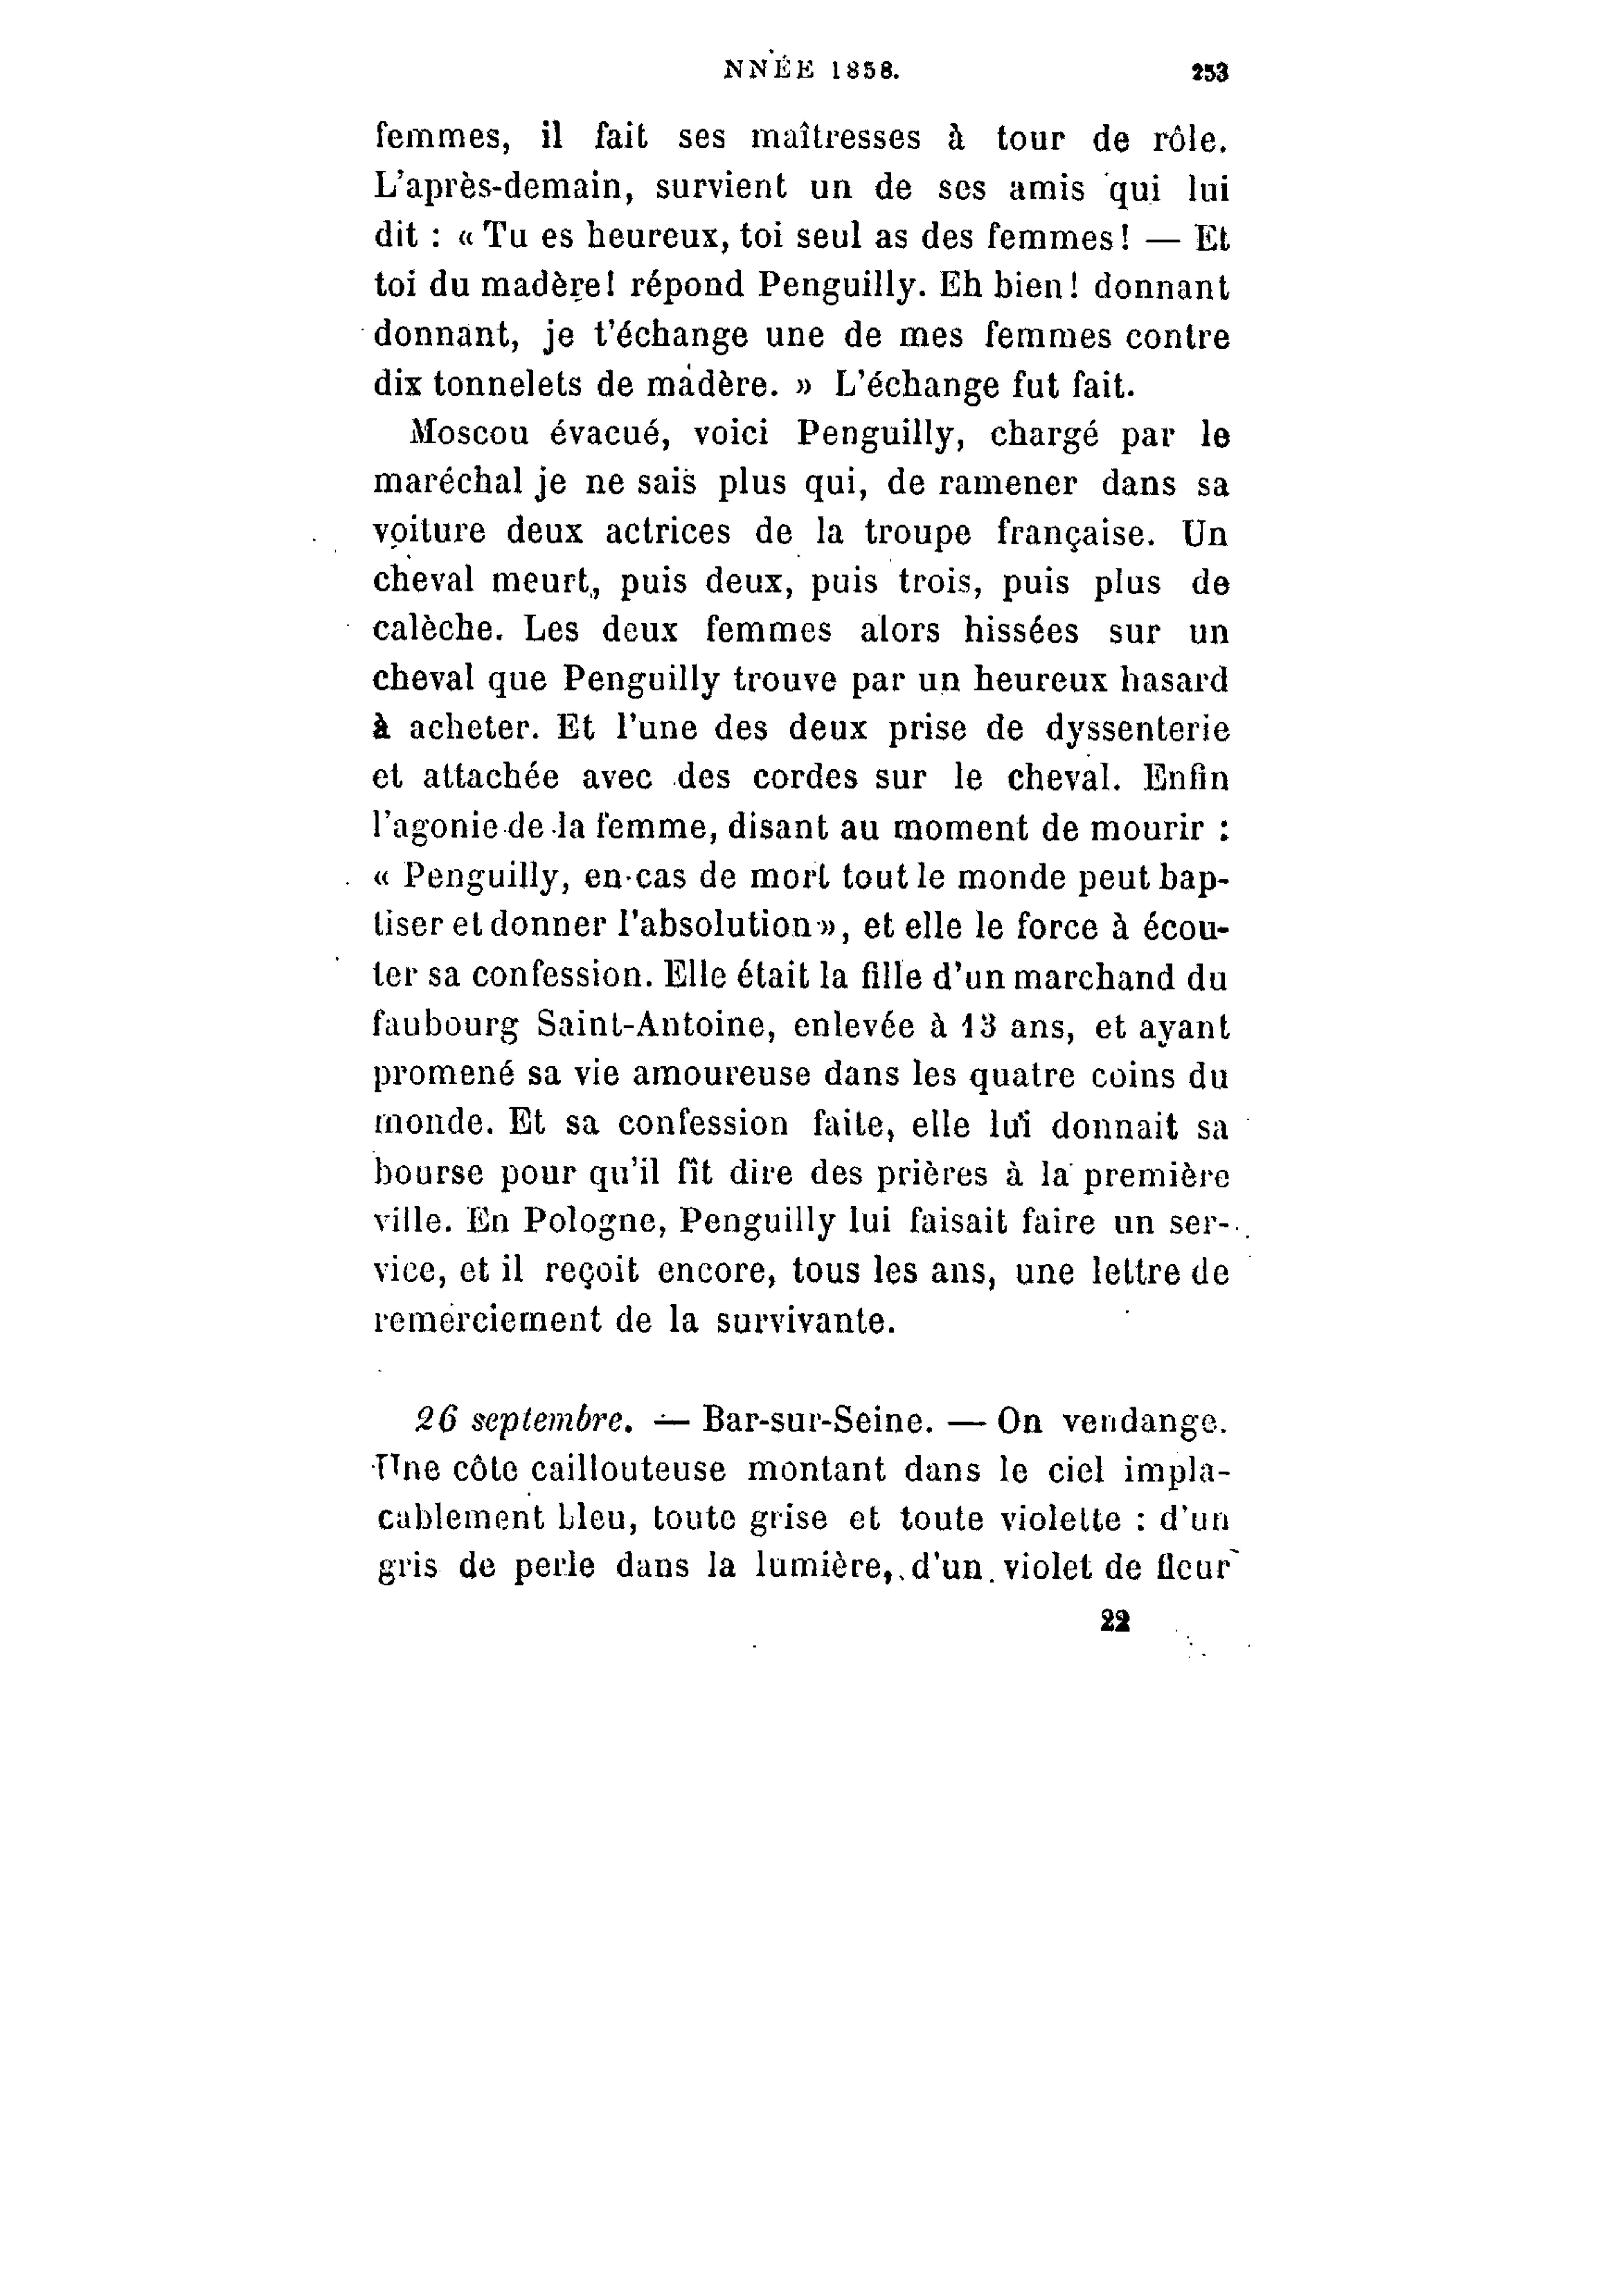 NNÉE 1858. 253
femmes, il fait ses maîtresses à tour de rôle.
L'après-demain, survient un de ses amis qui lui
dit : « Tu es heureux, toi seul as des femmes! — Et
toi du madère! répond Penguilly. Eh bien! donnant
donnant, je t'échange une de mes femmes contre
dix tonnelets de madère. » L'échange fut fait.
Moscou évacué, voici Penguilly, chargé par le
maréchal je ne sais plus qui, de ramener dans sa
voiture deux actrices de la troupe française. Un
cheval meurt, puis deux, puis trois, puis plus de
calèche. Les deux femmes alors hissées sur un
cheval que Penguilly trouve par un heureux hasard
à acheter. Et l'une des deux prise de dyssenterie
et attachée avec des cordes sur le cheval. Enfin
l'agonie de la femme, disant au moment de mourir :
« Penguilly, en cas de mort tout le monde peut bap-
tiser et donner l'absolution », et elle le force à écou-
ter sa confession. Elle était la fille d'un marchand du
faubourg Saint-Antoine, enlevée à 13 ans, et ayant
promené sa vie amoureuse dans les quatre coins du
monde. Et sa confession faite, elle lui donnait sa
bourse pour qu'il fît dire des prières à la première
ville. En Pologne, Penguilly lui faisait faire un ser-
vice, et il reçoit encore, tous les ans, une lettre de
remerciement de la survivante.
26 septembre. — Bar-sur-Seine. — On vendange.
Une côte caillouteuse montant dans le ciel impla-
cablement bleu, toute grise et toute violette : d'un
gris de perle dans la lumière, d'un violet de fleur
22